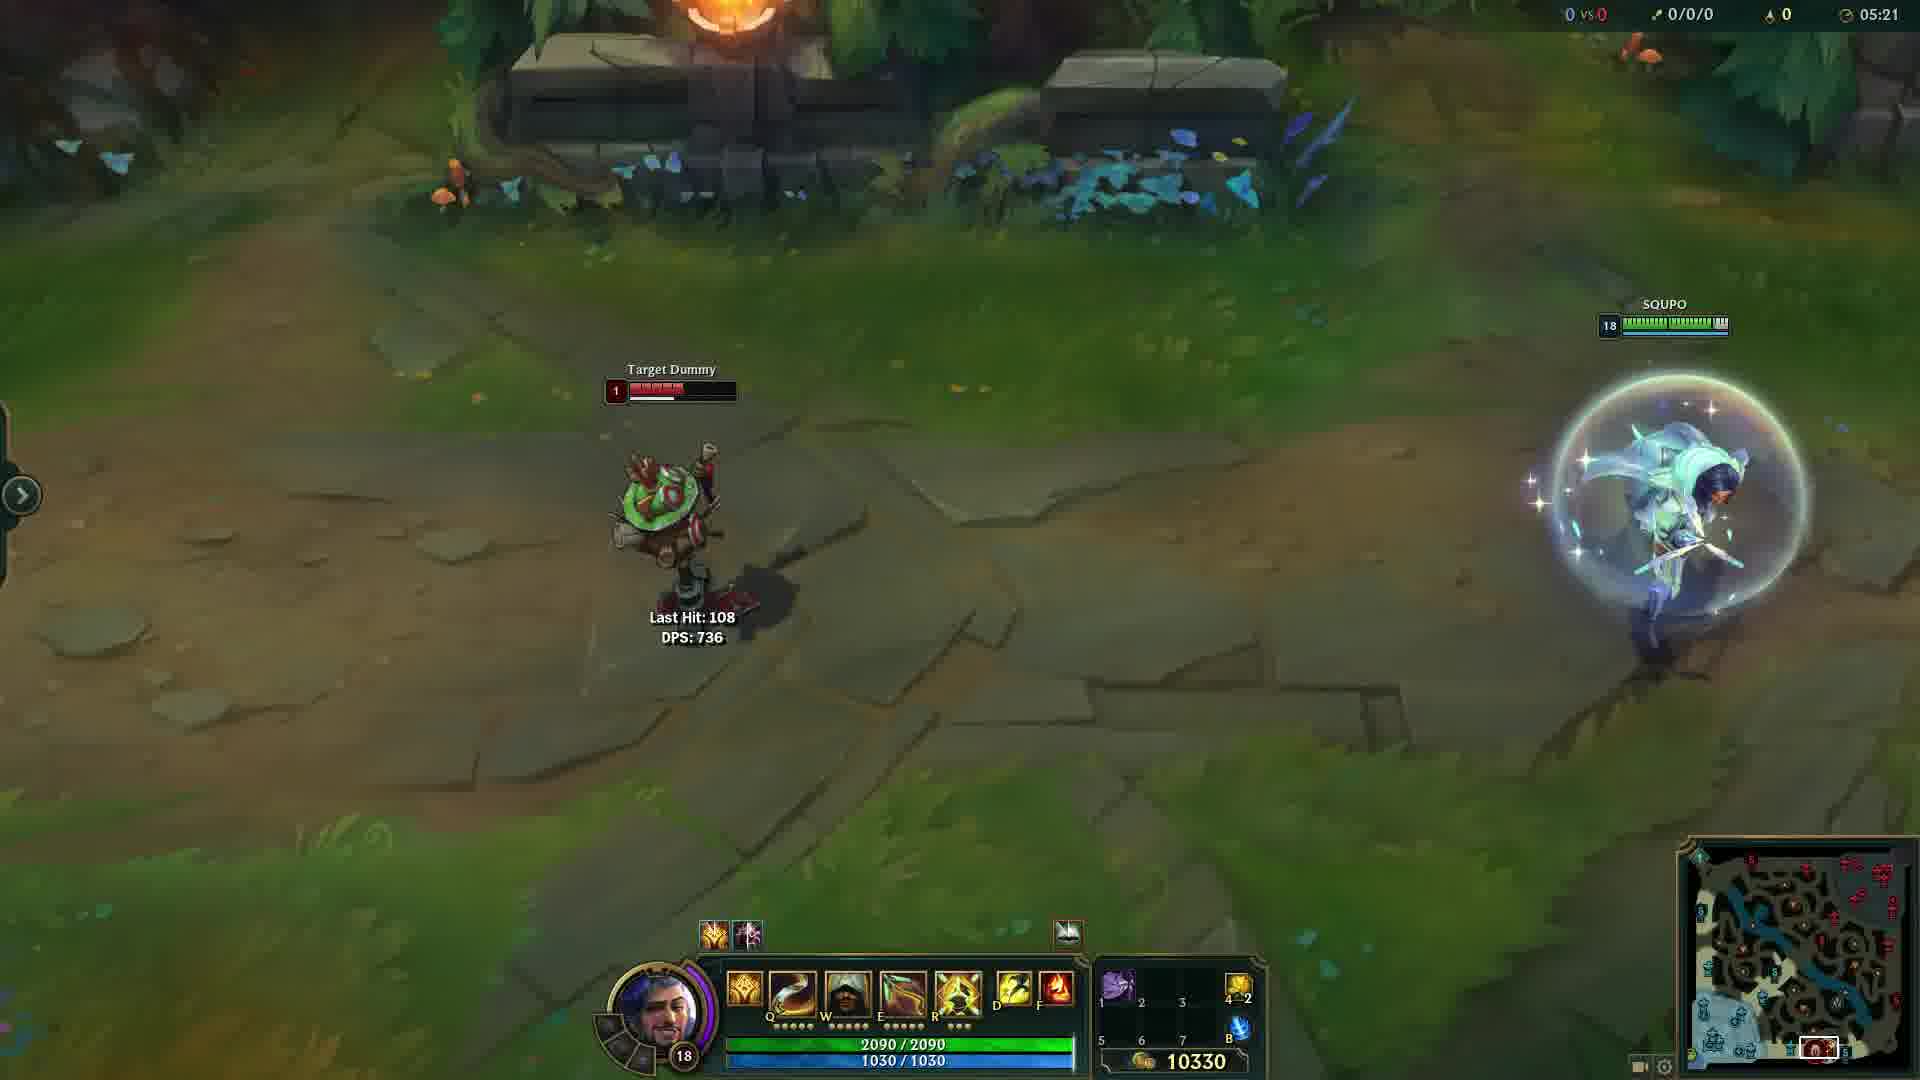 0 vs 0 0/0/0 0 05:21
SQUPO
18
Target Dummy
1
Last Hit: 108
DPS: 736
Q W E R D F
18
2090 / 2090
1030 / 1030
1 2 3 4 2
5 6 7 B
10330